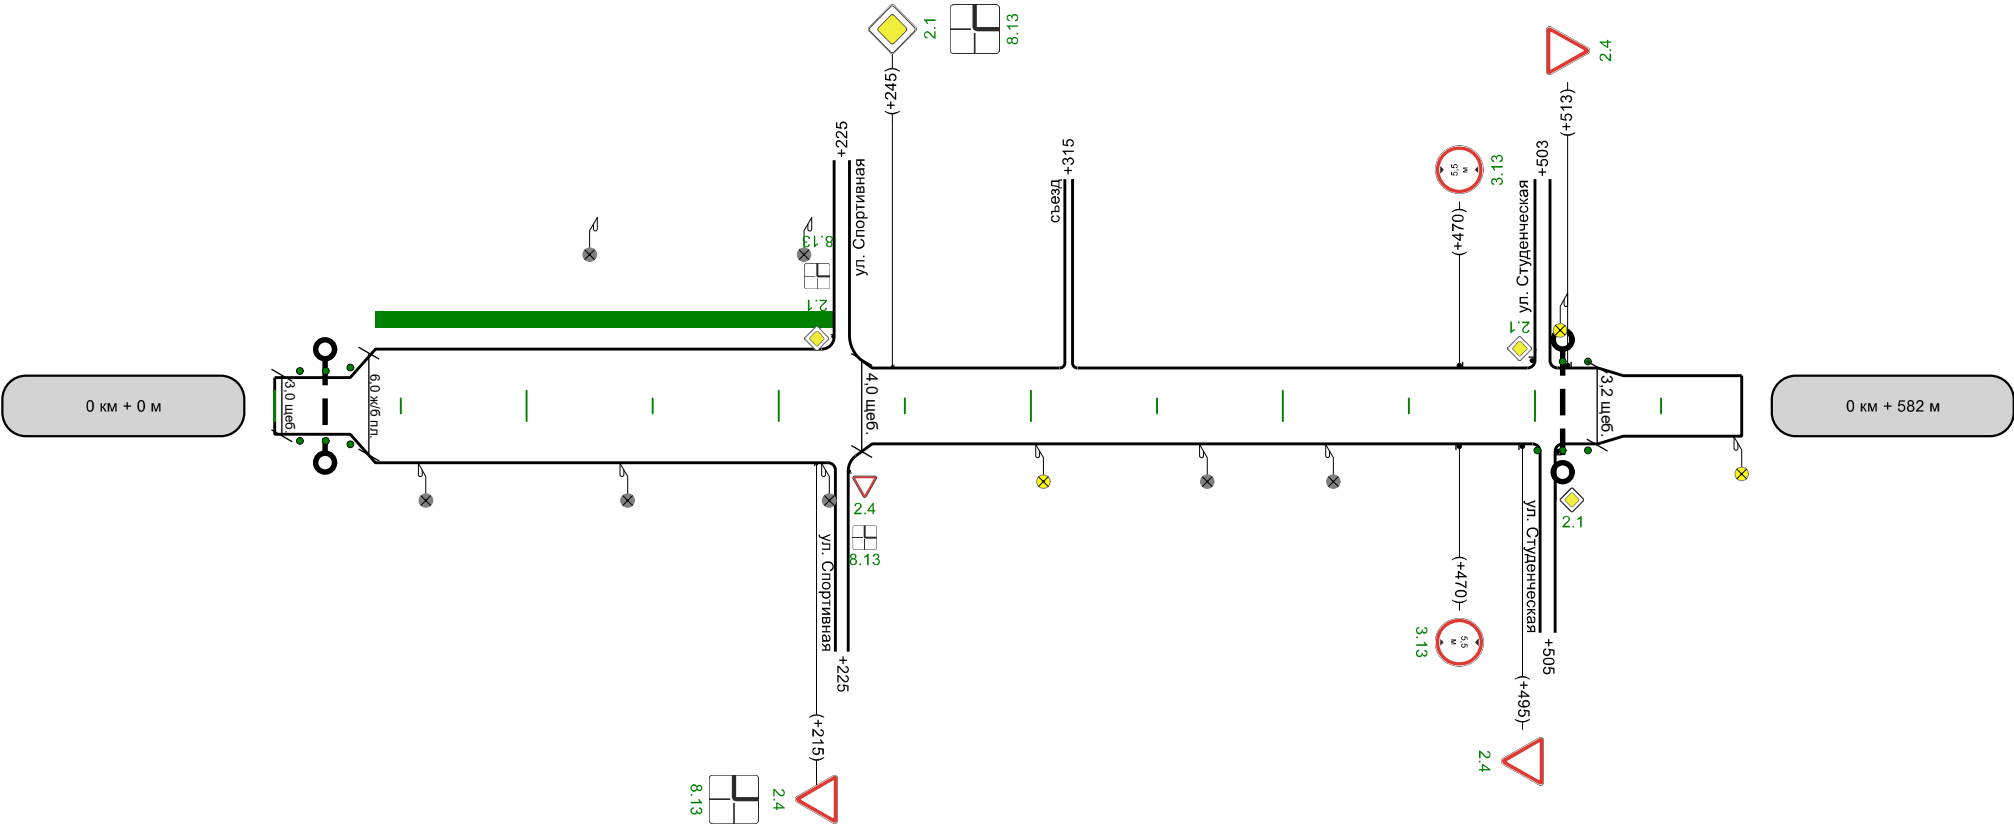 2.1
8.13
(+245)
2.4
(+513)
+225
ул. Спортивная
+315
съезд
5,5
м
3.13
(+470)
+503
ул. Студенческая
8.13
2.1
2.1
0 км + 0 м
3,0 щеб.
6,0 ж/б пл.
4,0 щеб.
3,2 щеб.
0 км + 582 м
2.4
8.13
ул. Спортивная
+225
(+215)
8.13
2.4
(+470)
3.13
5,5
м
2.1
ул. Студенческая
+505
(+495)
2.4